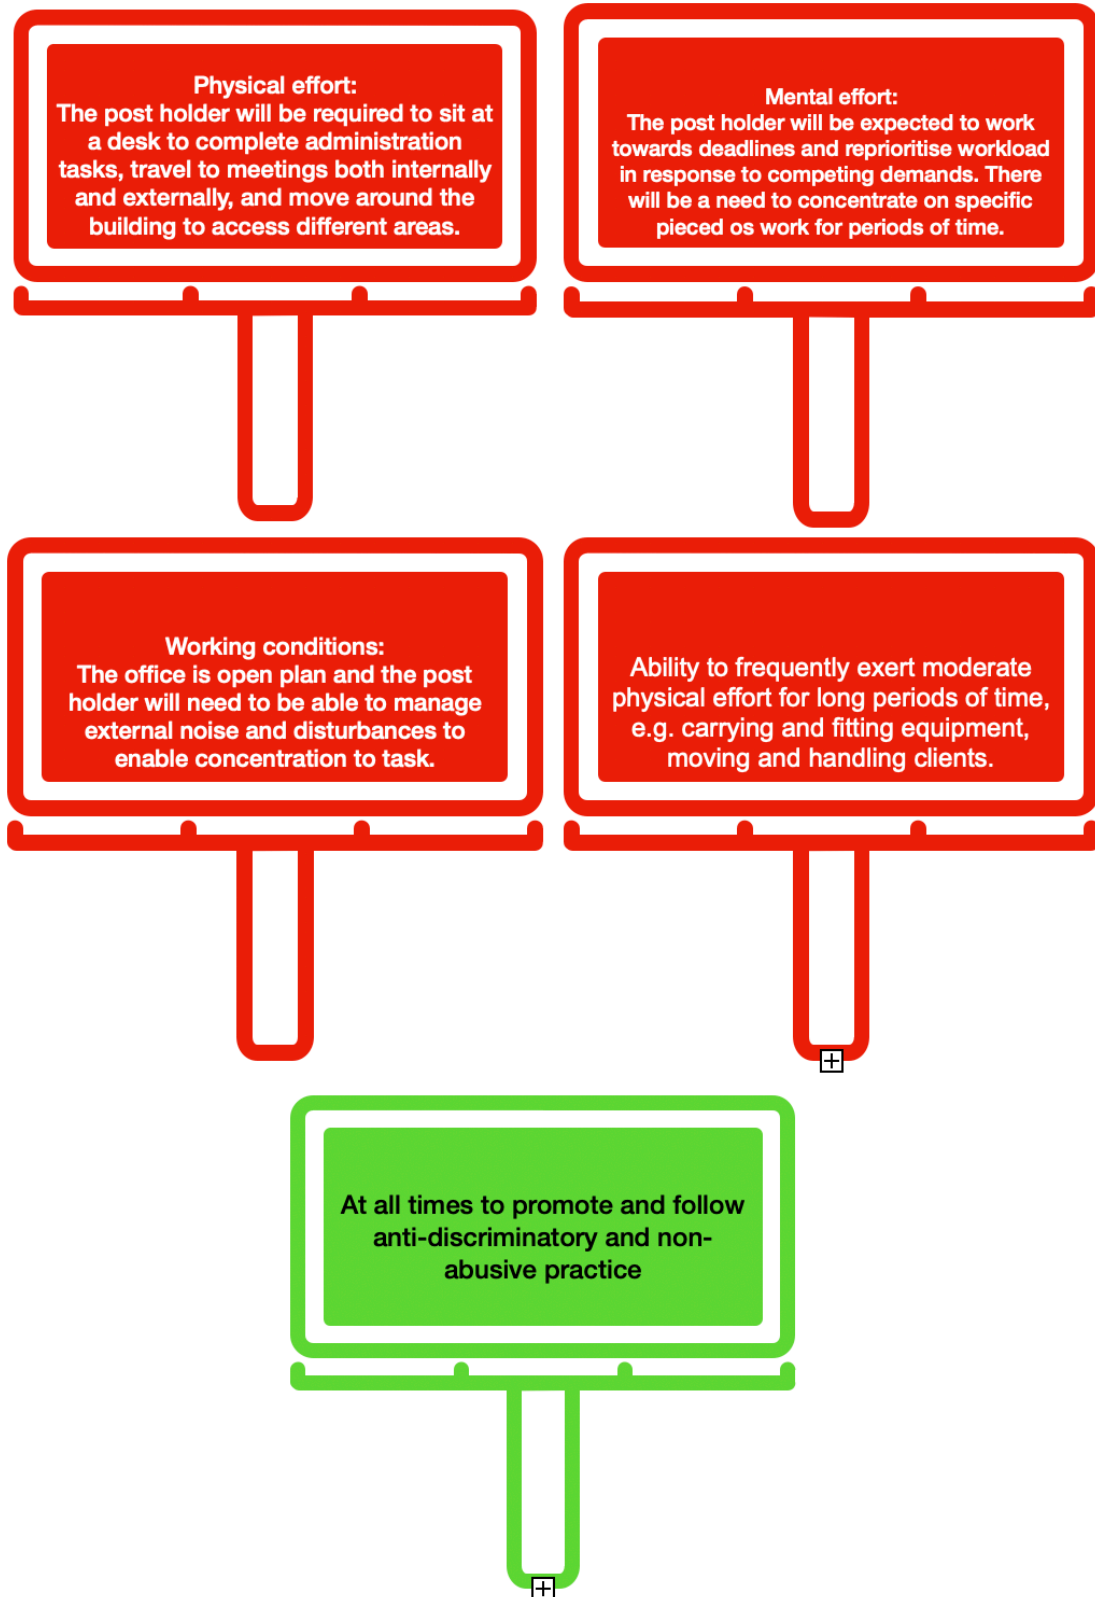 Physical effort:
The post holder will be required to sit at
a desk to complete administration
tasks, travel to meetings both internally
and externally, and move around the
building to access different areas.
Mental effort:
The post holder will be expected to work
towards deadlines and reprioritise workload
in response to competing demands. There
will be a need to concentrate on specific
pieced os work for periods of time.
Working conditions:
The office is open plan and the post
holder will need to be able to manage
external noise and disturbances to
enable concentration to task.
Ability to frequently exert moderate
physical effort for long periods of time,
e.g. carrying and fitting equipment,
moving and handling clients.
At all times to promote and follow
anti-discriminatory and non-
abusive practice